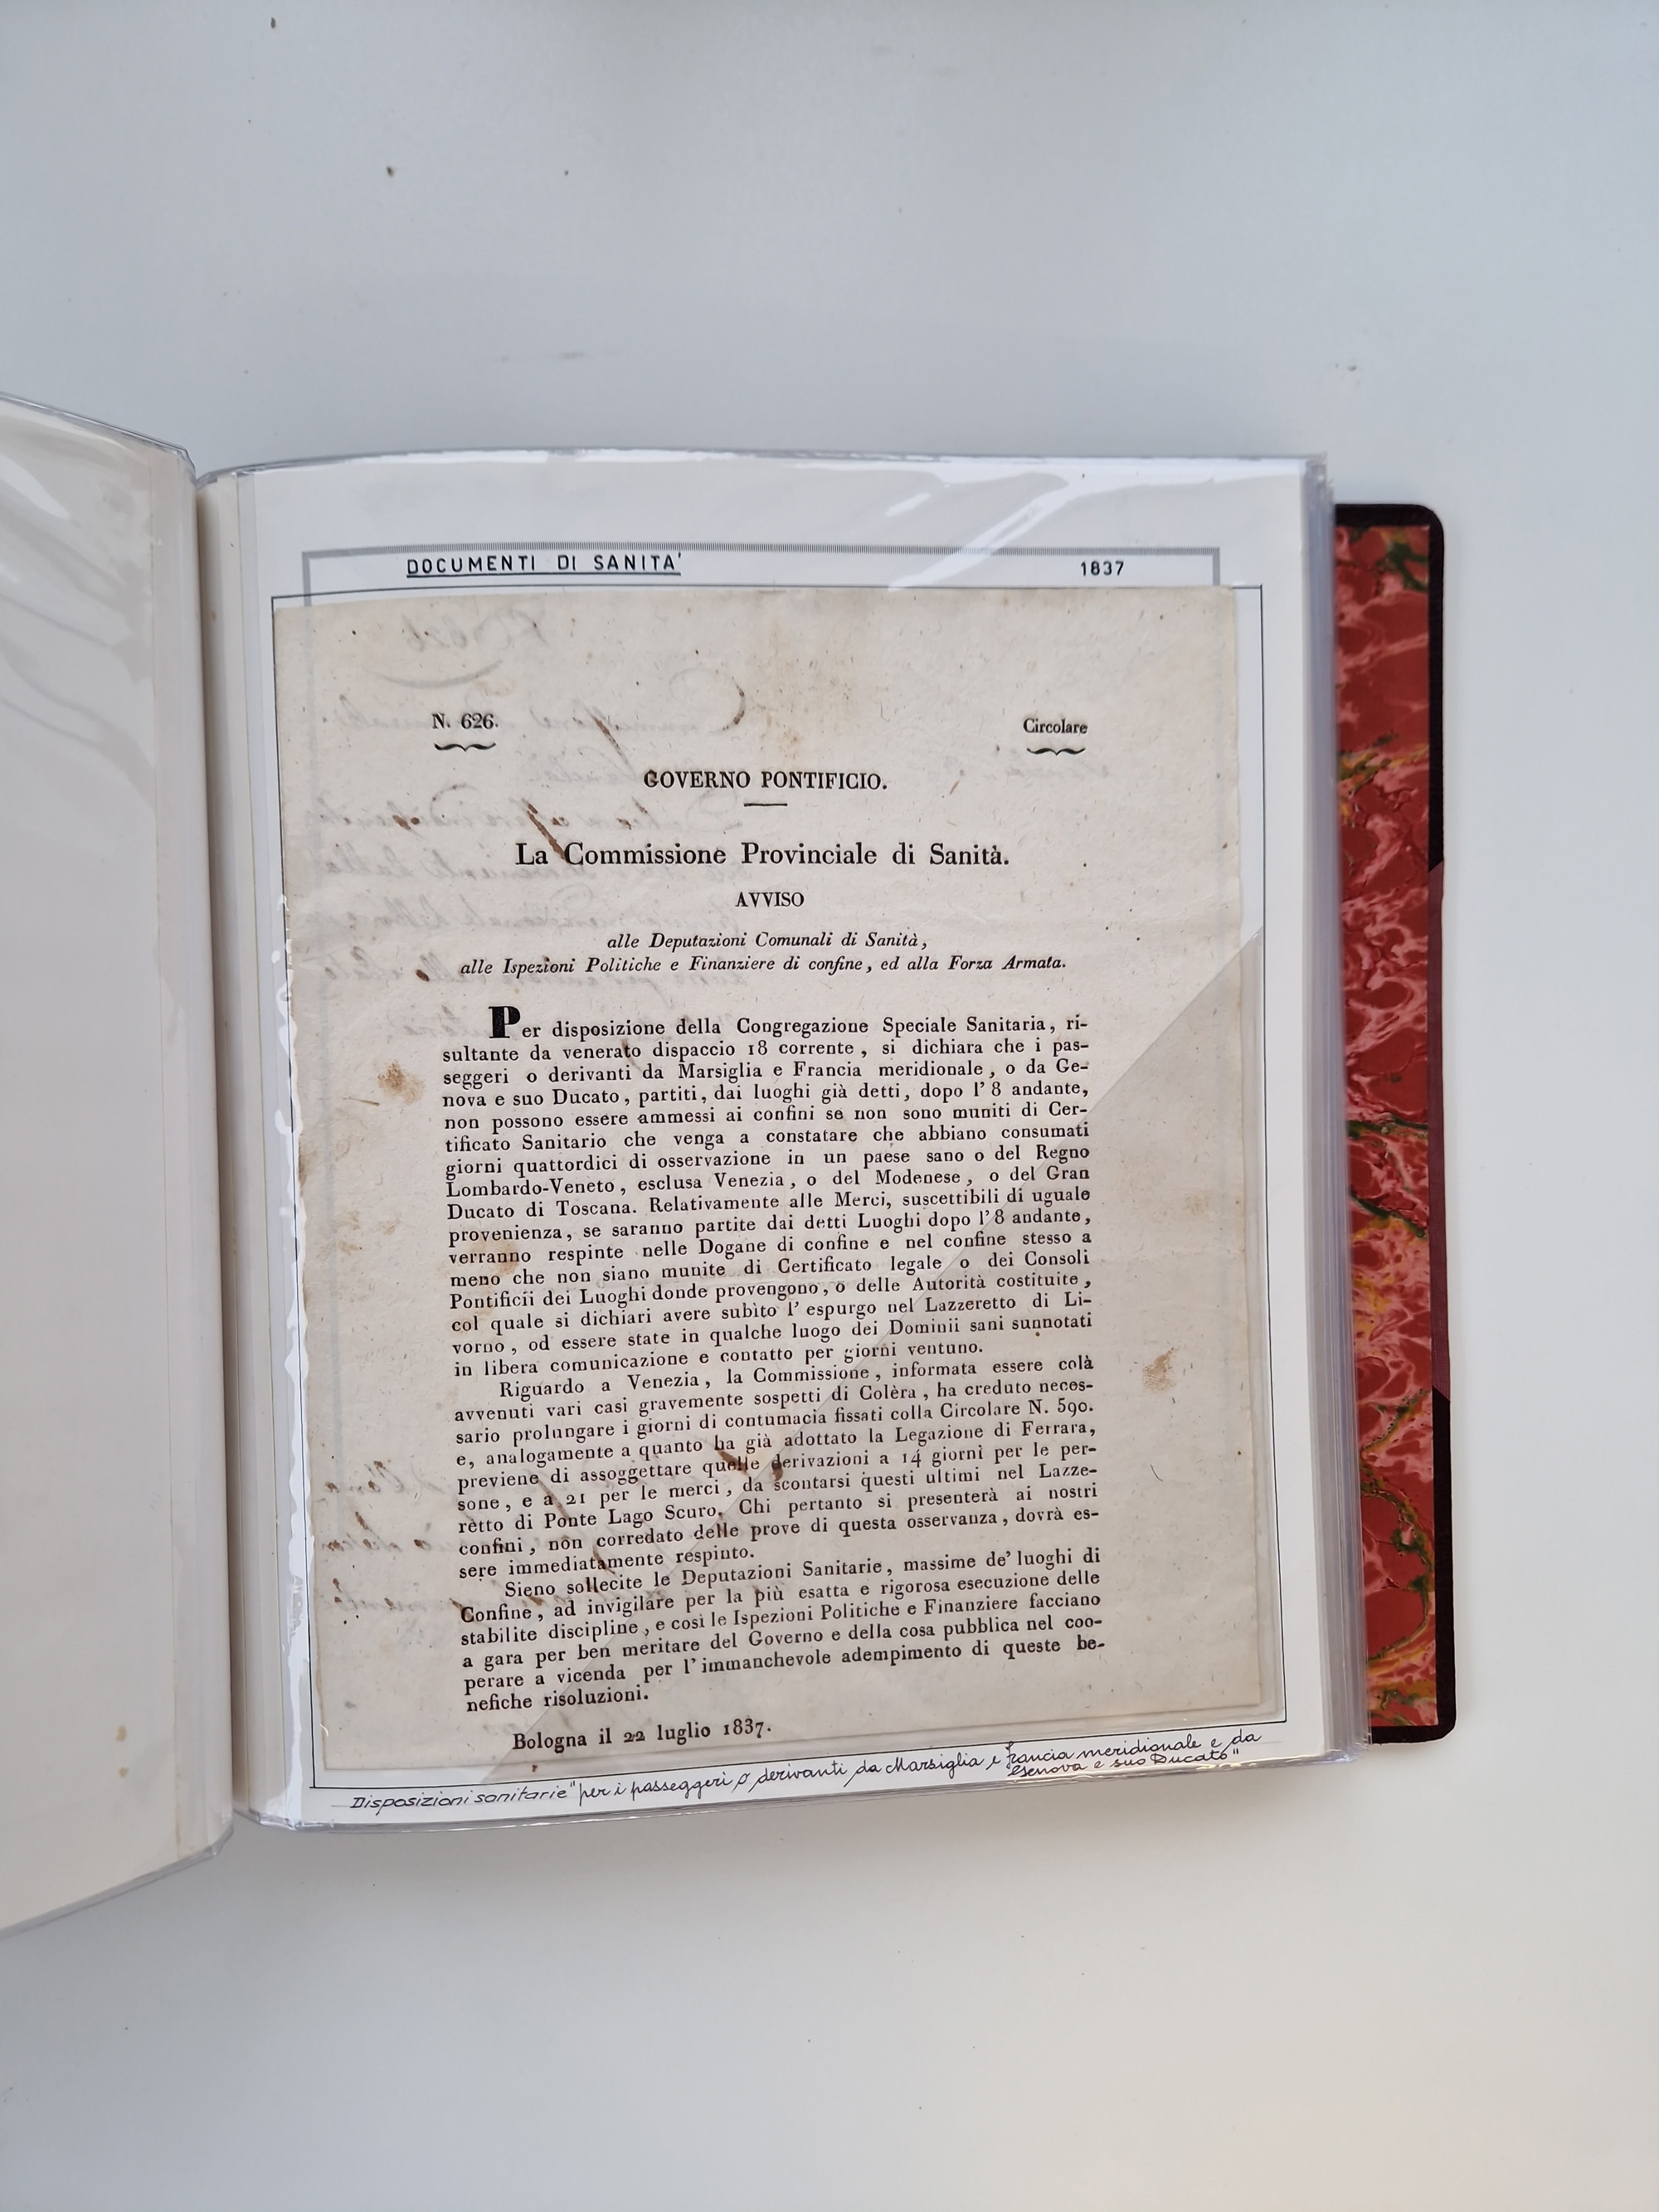 DOCUMENTI DI SANITA'
1837
N. 626.
Circolare
GOVERNO PONTIFICIO.
La Commissione Provinciale di Sanità.
AVVISO
alle Deputazioni Comunali di Sanità,
alle Ispezioni Politiche e Finanziere di confine, ed alla Forza Armata.
Per disposizione della Congregazione Speciale Sanitaria, ri-
sultante da venerato dispaccio 18 corrente, si dichiara che i pas-
seggeri o derivanti da Marsiglia e Francia meridionale, o da Ge-
nova e suo Ducato, partiti, dai luoghi già detti, dopo l'8 andante,
non possono essere ammessi ai confini se non sono muniti di Cer-
tificato Sanitario che venga a constatare che abbiano consumati
giorni quattordici di osservazione in un paese sano o del Regno
Lombardo-Veneto, esclusa Venezia, o del Modenese, o del Gran
Ducato di Toscana. Relativamente alle Merci, suscettibili di uguale
provenienza, se saranno partite dai detti Luoghi dopo l'8 andante,
verranno respinte nelle Dogane di confine e nel confine stesso a
meno che non siano munite di Certificato legale o dei Consoli
Pontificii dei Luoghi donde provengono, o delle Autorità costituite,
col quale si dichiari avere subìto l'espurgo nel Lazzeretto di Li-
vorno, od essere state in qualche luogo dei Dominii sani sunnotati
in libera comunicazione e contatto per giorni ventuno.
Riguardo a Venezia, la Commissione, informata essere colà
avvenuti vari casi gravemente sospetti di Colèra, ha creduto neces-
sario prolungare i giorni di contumacia fissati colla Circolare N. 590.
e, analogamente a quanto ha già adottato la Legazione di Ferrara,
previene di assoggettare quelle derivazioni a 14 giorni per le per-
sone, e a 21 per le merci, da scontarsi questi ultimi nel Lazze-
retto di Ponte Lago Scuro. Chi pertanto si presenterà ai nostri
confini, non corredato delle prove di questa osservanza, dovrà es-
sere immediatamente respinto.
Sieno sollecite le Deputazioni Sanitarie, massime de' luoghi di
Confine, ad invigilare per la più esatta e rigorosa esecuzione delle
stabilite discipline, e così le Ispezioni Politiche e Finanziere facciano
a gara per ben meritare del Governo e della cosa pubblica nel coo-
perare a vicenda per l'immanchevole adempimento di queste be-
nefiche risoluzioni.
Bologna il 22 luglio 1837.
Disposizioni sanitarie "per i passeggeri o derivanti da Marsiglia e Francia meridionale e da
Genova e suo Ducato"